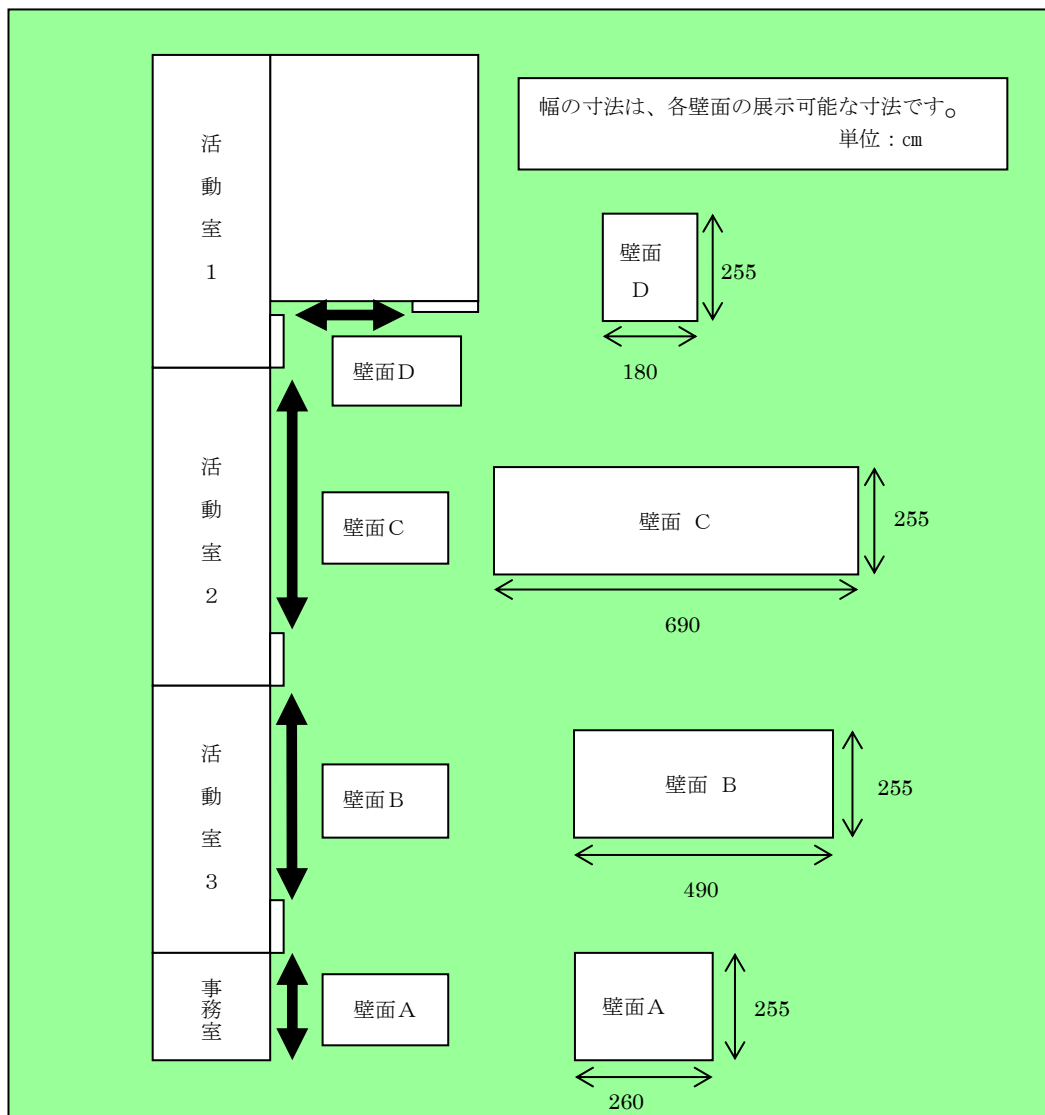 幅の寸法は、各壁面の展示可能な寸法です。
単位：㎝
活動室1
壁面
D
255
180
壁面D
活動室2
壁面C
壁面 C
255
690
活動室3
壁面B
壁面 B
255
490
事務室
壁面A
壁面A
255
260